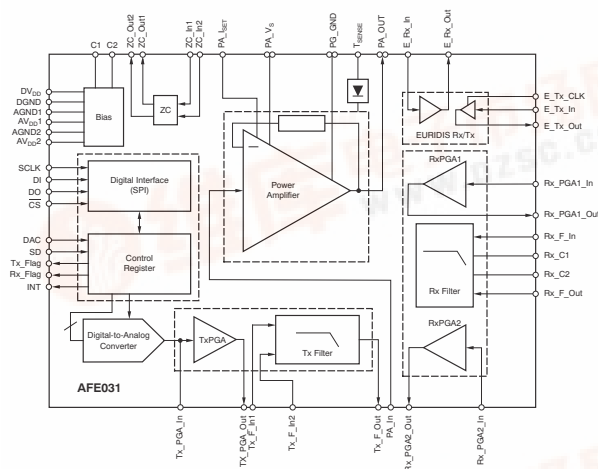 C1
C2
ZC_Out2
ZC_Out1
ZC_In1
ZC_In2
PA_ISET
PA_VS
PG_GND
TSENSE
PA_OUT
E_Rx_In
E_Rx_Out
DVDD
DGND
AGND1
AVDD1
AGND2
AVDD2
Bias
ZC
EURIDIS Rx/Tx
E_Tx_CLK
E_Tx_In
E_Tx_Out
SCLK
DI
DO
CS
Digital Interface
(SPI)
Power
Amplifier
RxPGA1
Rx_PGA1_In
Rx_PGA1_Out
DAC
SD
Tx_Flag
Rx_Flag
INT
Control
Register
Rx Filter
Rx_F_In
Rx_C1
Rx_C2
Rx_F_Out
Digital-to-Analog
Converter
TxPGA
Tx Filter
RxPGA2
AFE031
Tx_PGA_In
TX_PGA_Out
Tx_F_In1
Tx_F_In2
Tx_F_Out
PA_In
Rx_PGA2_Out
Rx_PGA2_In